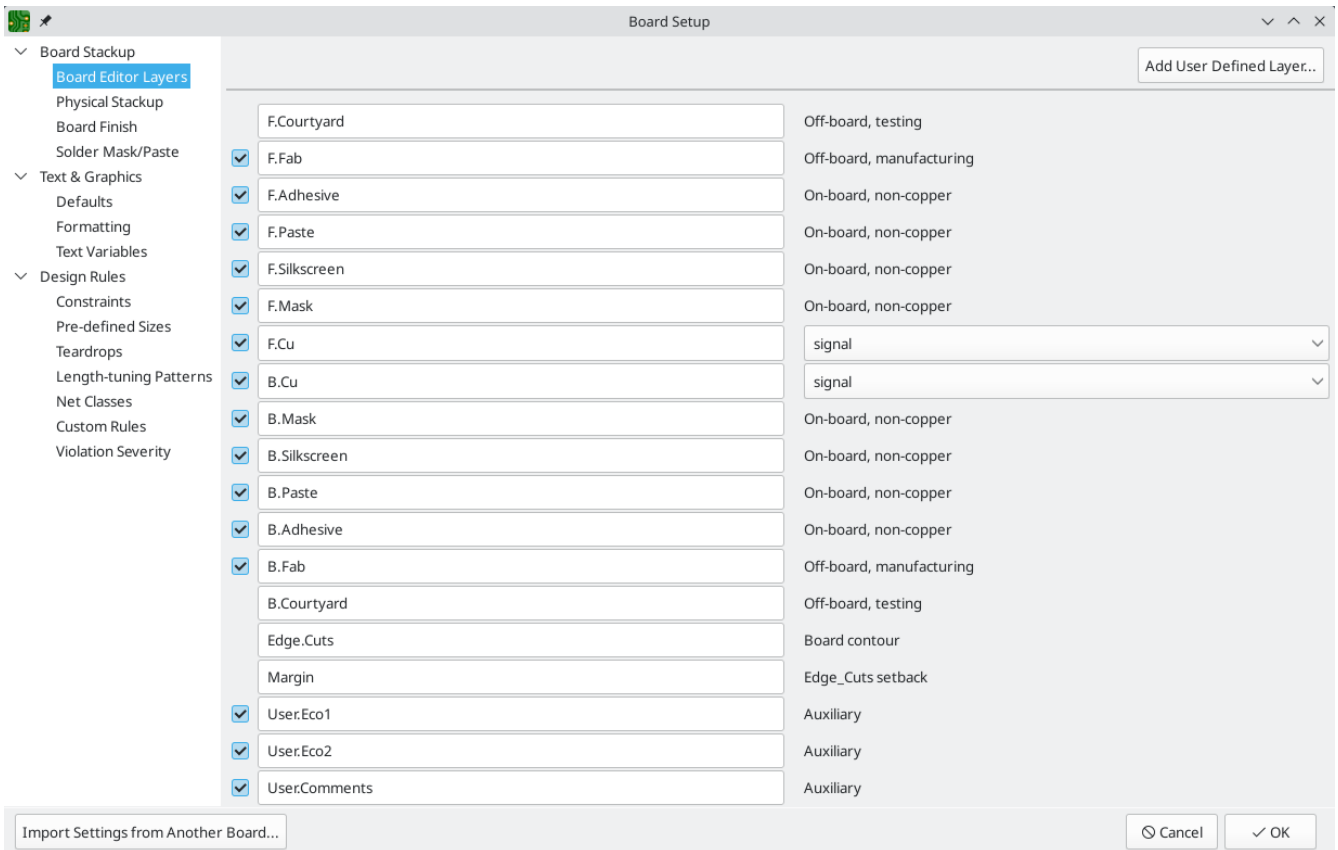 Board Setup
Board Stackup
Board Editor Layers
Physical Stackup
Board Finish
Solder Mask/Paste
Text & Graphics
Defaults
Formatting
Text Variables
Design Rules
Constraints
Pre-defined Sizes
Teardrops
Length-tuning Patterns
Net Classes
Custom Rules
Violation Severity
Add User Defined Layer...
F.Courtyard Off-board, testing
F.Fab Off-board, manufacturing
F.Adhesive On-board, non-copper
F.Paste On-board, non-copper
F.Silkscreen On-board, non-copper
F.Mask On-board, non-copper
F.Cu signal
B.Cu signal
B.Mask On-board, non-copper
B.Silkscreen On-board, non-copper
B.Paste On-board, non-copper
B.Adhesive On-board, non-copper
B.Fab Off-board, manufacturing
B.Courtyard Off-board, testing
Edge.Cuts Board contour
Margin Edge_Cuts setback
User.Eco1 Auxiliary
User.Eco2 Auxiliary
User.Comments Auxiliary
Import Settings from Another Board... Cancel OK